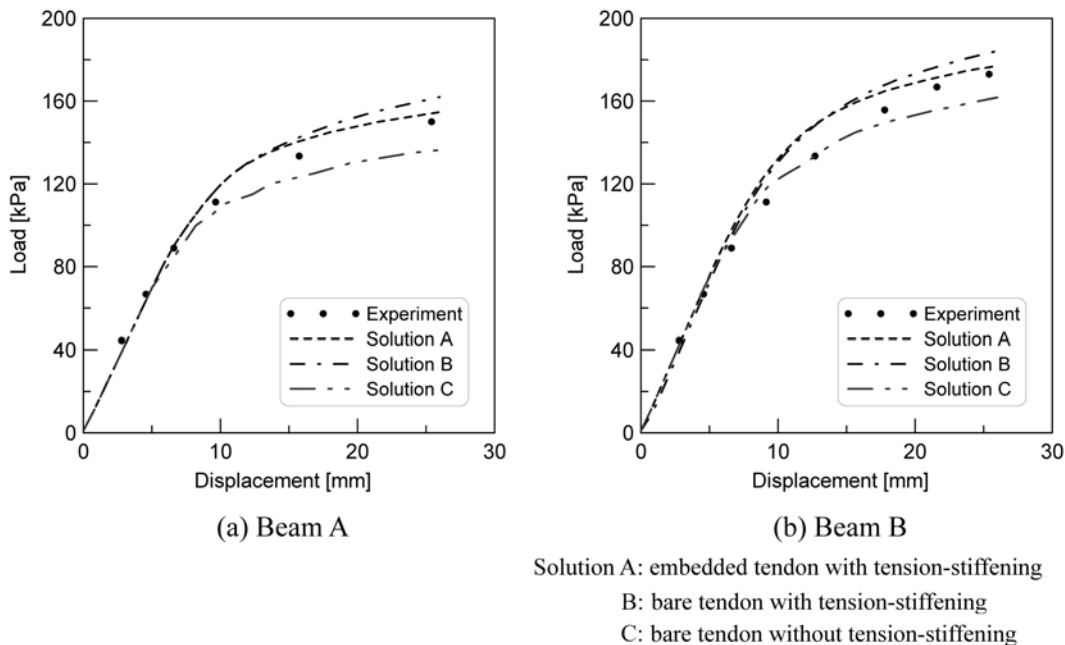 200
160
120
80
40
0
Load [kPa]
Experiment
Solution A
Solution B
Solution C
0 10 20 30
Displacement [mm]
(a) Beam A
200
160
120
80
40
0
Load [kPa]
Experiment
Solution A
Solution B
Solution C
0 10 20 30
Displacement [mm]
(b) Beam B
Solution A: embedded tendon with tension-stiffening
B: bare tendon with tension-stiffening
C: bare tendon without tension-stiffening